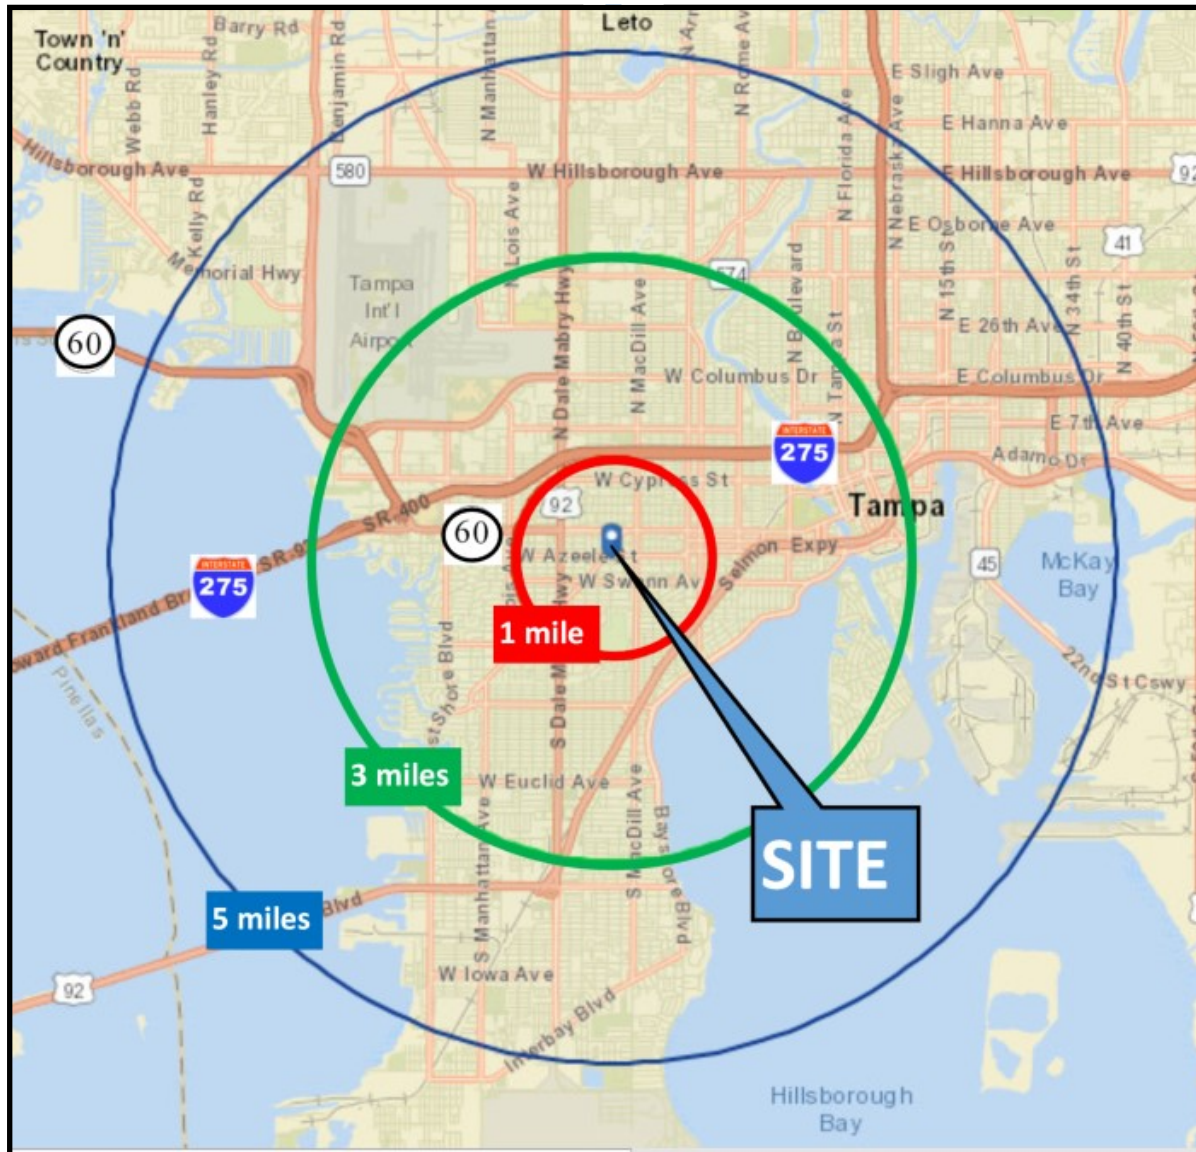 Leto
Town 'n'
Country
Barry Rd
Webb Rd
Hanley Rd
Benjamin Rd
N Manhattan
N Rome Ave
E Sligh Ave
E Hanna Ave
Hillsborough Ave
580
W Hillsborough Ave
E Hillsborough Ave
92
N Florida Ave
N Nebraska Ave
E Osborne Ave
41
Kelly Rd
Memorial Hwy
N Lois Ave
574
N 15th St
N 34th St
N 40th St
Tampa
Int'l
Airport
60
N Dale Mabry Hwy
N MacDill Ave
N Boulevard
N Tampa St
E 26th Ave
W Columbus Dr
E Columbus Dr
E 7th Ave
INTERSTATE
275
Adamo Dr
W Cypress St
92
SR 400
60
Tampa
W Azeele St
Selmon Expy
W Swann Av
45
McKay
Bay
INTERSTATE
275
1 mile
Pinellas
22nd St Cswy
3 miles
W Euclid Ave
S MacDill Ave
Bayshore Blvd
SITE
5 miles
Blvd
S Manhattan Ave
92
W Iowa Ave
Interbay Blvd
Hillsborough
Bay